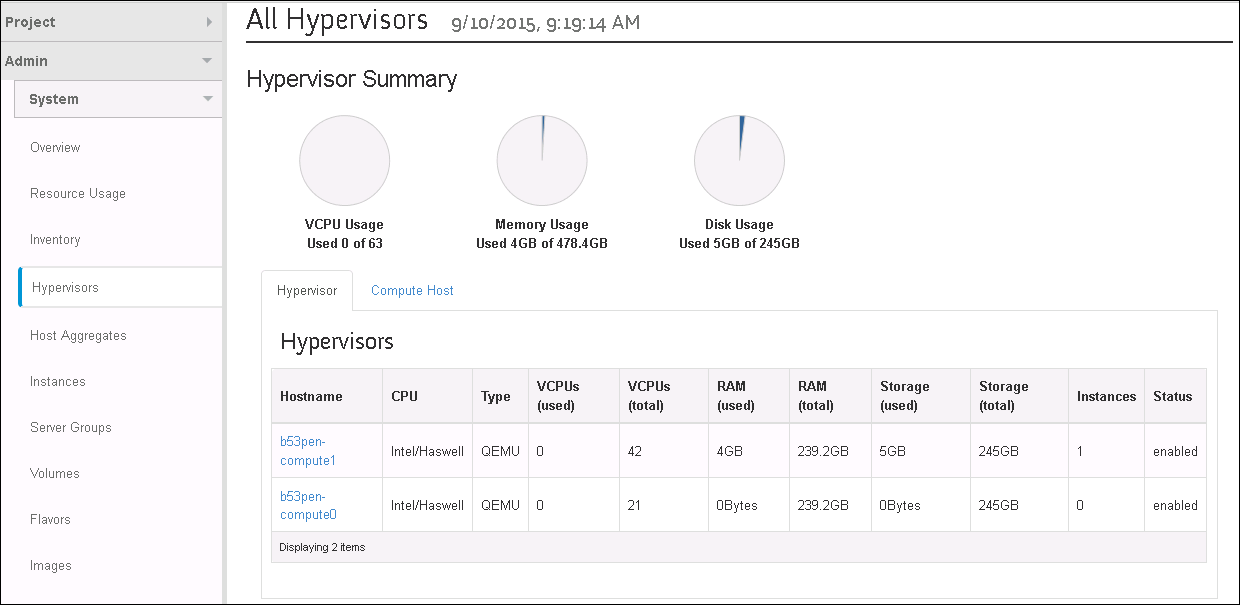 Project
Admin
System
Overview
Resource Usage
Inventory
Hypervisors
Host Aggregates
Instances
Server Groups
Volumes
Flavors
Images
All Hypervisors 9/10/2015, 9:19:14 AM
Hypervisor Summary
VCPU Usage
Used 0 of 63
Memory Usage
Used 4GB of 478.4GB
Disk Usage
Used 5GB of 245GB
Hypervisor Compute Host
Hypervisors
Hostname CPU Type VCPUs (used) VCPUs (total) RAM (used) RAM (total) Storage (used) Storage (total) Instances Status
b53pen-compute1 Intel/Haswell QEMU 0 42 4GB 239.2GB 5GB 245GB 1 enabled
b53pen-compute0 Intel/Haswell QEMU 0 21 0Bytes 239.2GB 0Bytes 245GB 0 enabled
Displaying 2 items